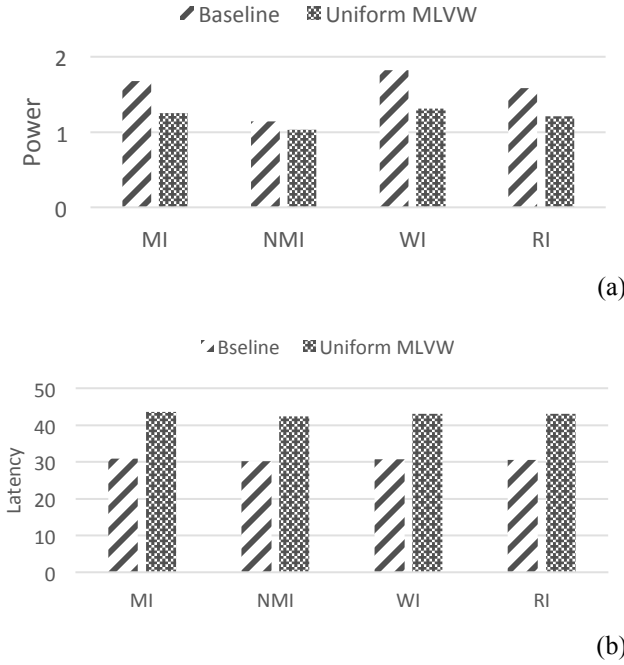 Baseline Uniform MLVW
2
1
0
Power
MI NMI WI RI
(a)
Bseline Uniform MLVW
50
40
30
20
10
0
Latency
MI NMI WI RI
(b)